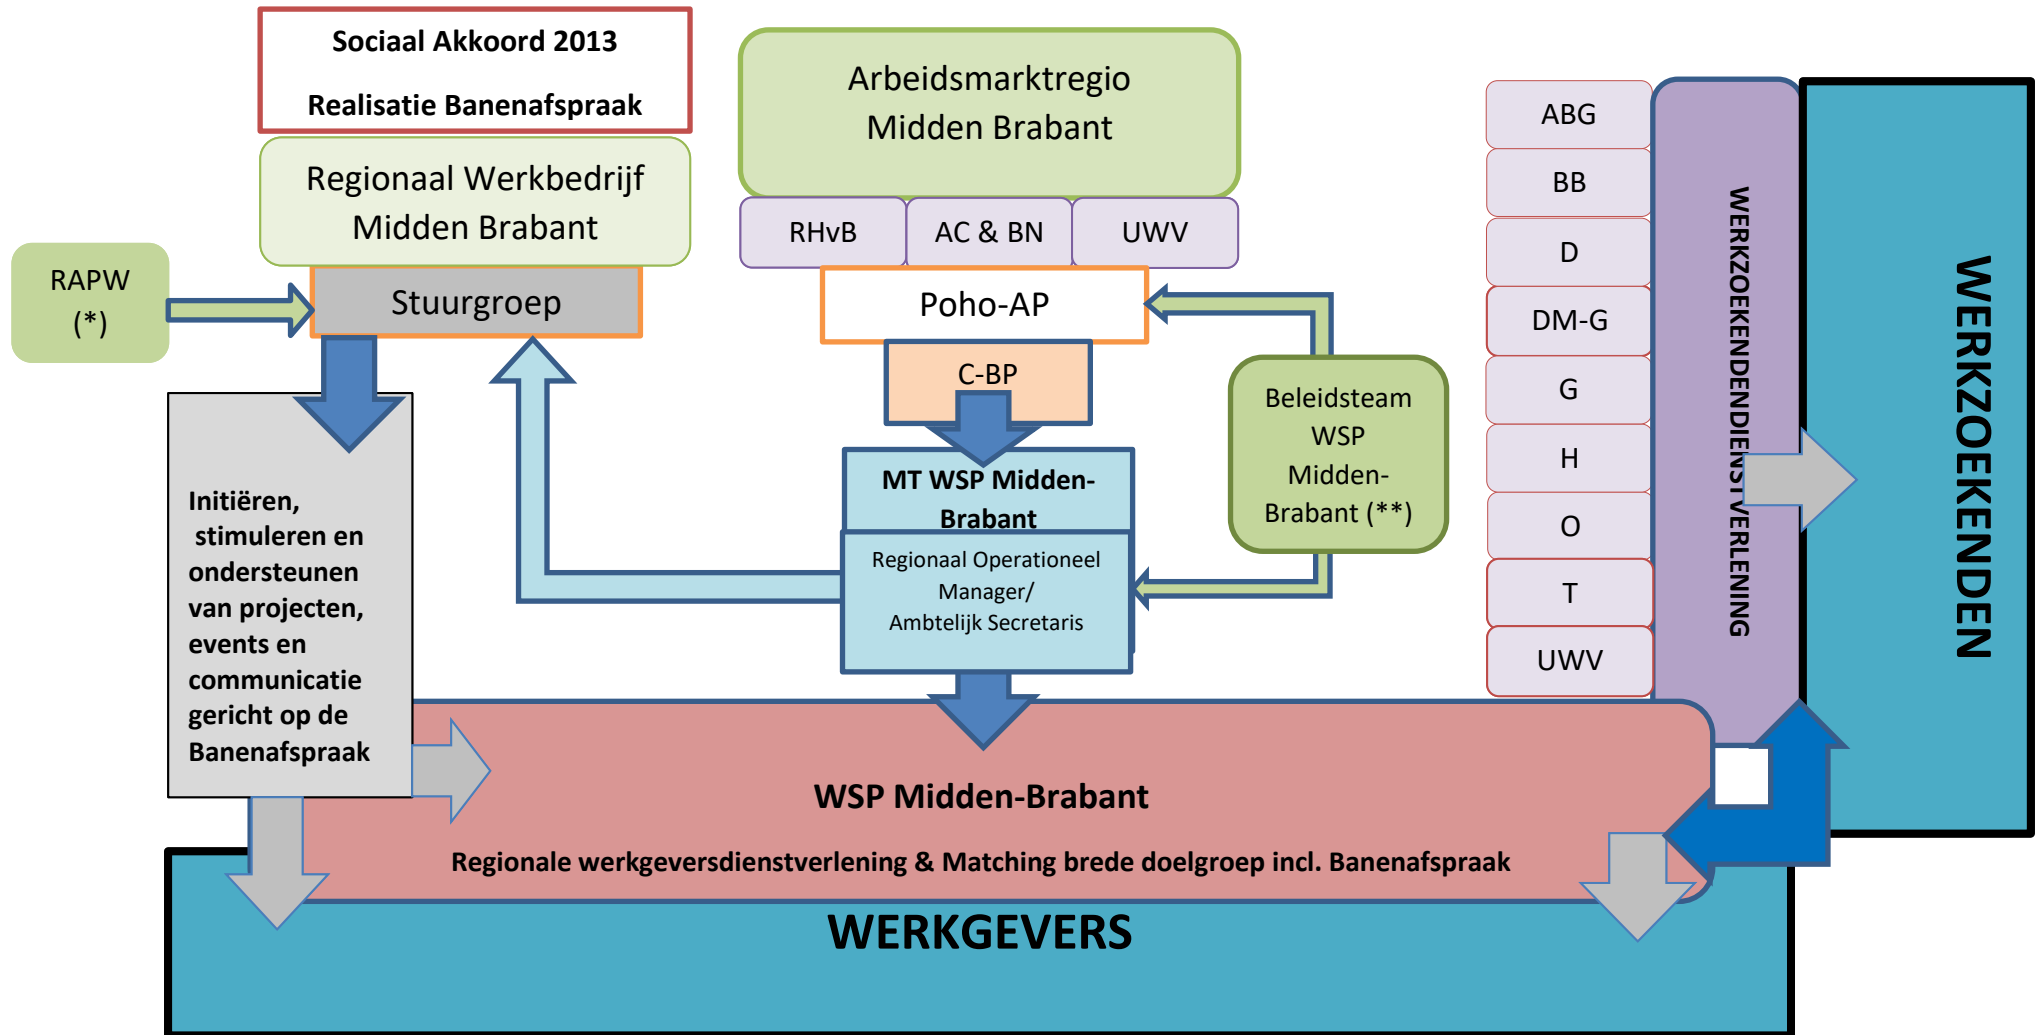 Sociaal Akkoord 2013
Realisatie Banenafspraak
Regionaal Werkbedrijf
Midden Brabant
Stuurgroep
RAPW
(*)
Initiëren,
stimuleren en
ondersteunen
van projecten,
events en
communicatie
gericht op de
Banenafspraak
Arbeidsmarktregio
Midden Brabant
RHvB
AC & BN
UWV
Poho-AP
C-BP
MT WSP Midden-
Brabant
Regionaal Operationeel
Manager/
Ambtelijk Secretaris
Beleidsteam
WSP
Midden-
Brabant (**)
ABG
BB
D
DM-G
G
H
O
T
UWV
WERKZOEKENDENDIENSTVERLENING
WERKZOEKENDEN
WSP Midden-Brabant
Regionale werkgeversdienstverlening & Matching brede doelgroep incl. Banenafspraak
WERKGEVERS